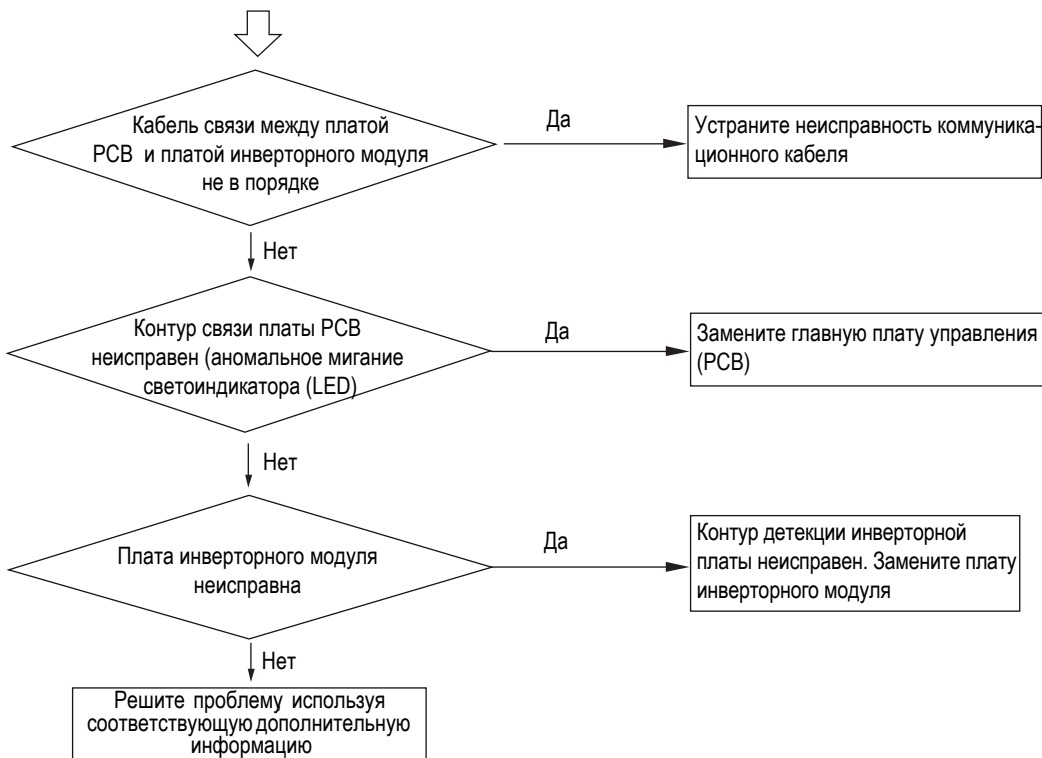 Кабель связи между платой
PCB и платой инверторного модуля
не в порядке
Да
Устраните неисправность коммуника-
ционного кабеля
Нет
Контур связи платы PCB
неисправен (аномальное мигание
светоиндикатора (LED)
Да
Замените главную плату управления
(PCB)
Нет
Плата инверторного модуля
неисправна
Да
Контур детекции инверторной
платы неисправен. Замените плату
инверторного модуля
Нет
Решите проблему используя
соответствующую дополнительную
информацию